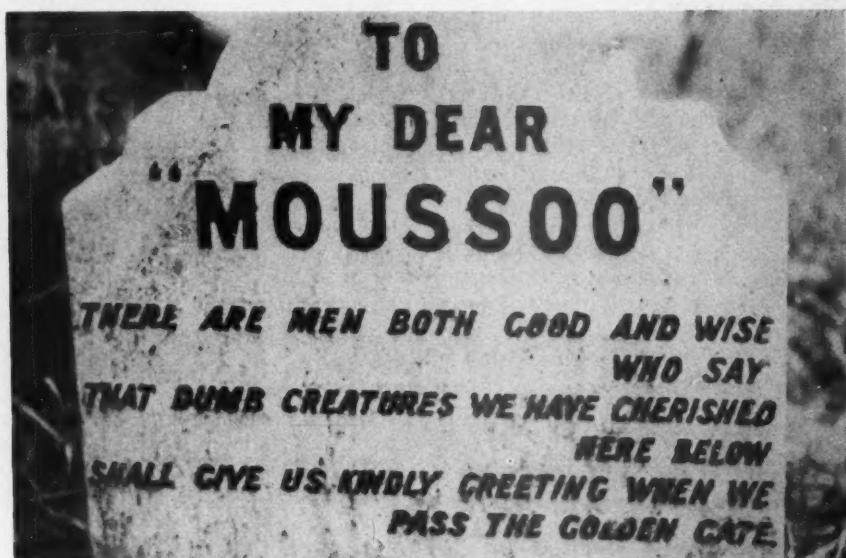 TO
MY DEAR
"MOUSSOO"
THERE ARE MEN BOTH GOOD AND WISE
WHO SAY
THAT DUMB CREATURES WE HAVE CHERISHED
HERE BELOW
SHALL GIVE US KINDLY GREETING WHEN WE
PASS THE GOLDEN GATE.